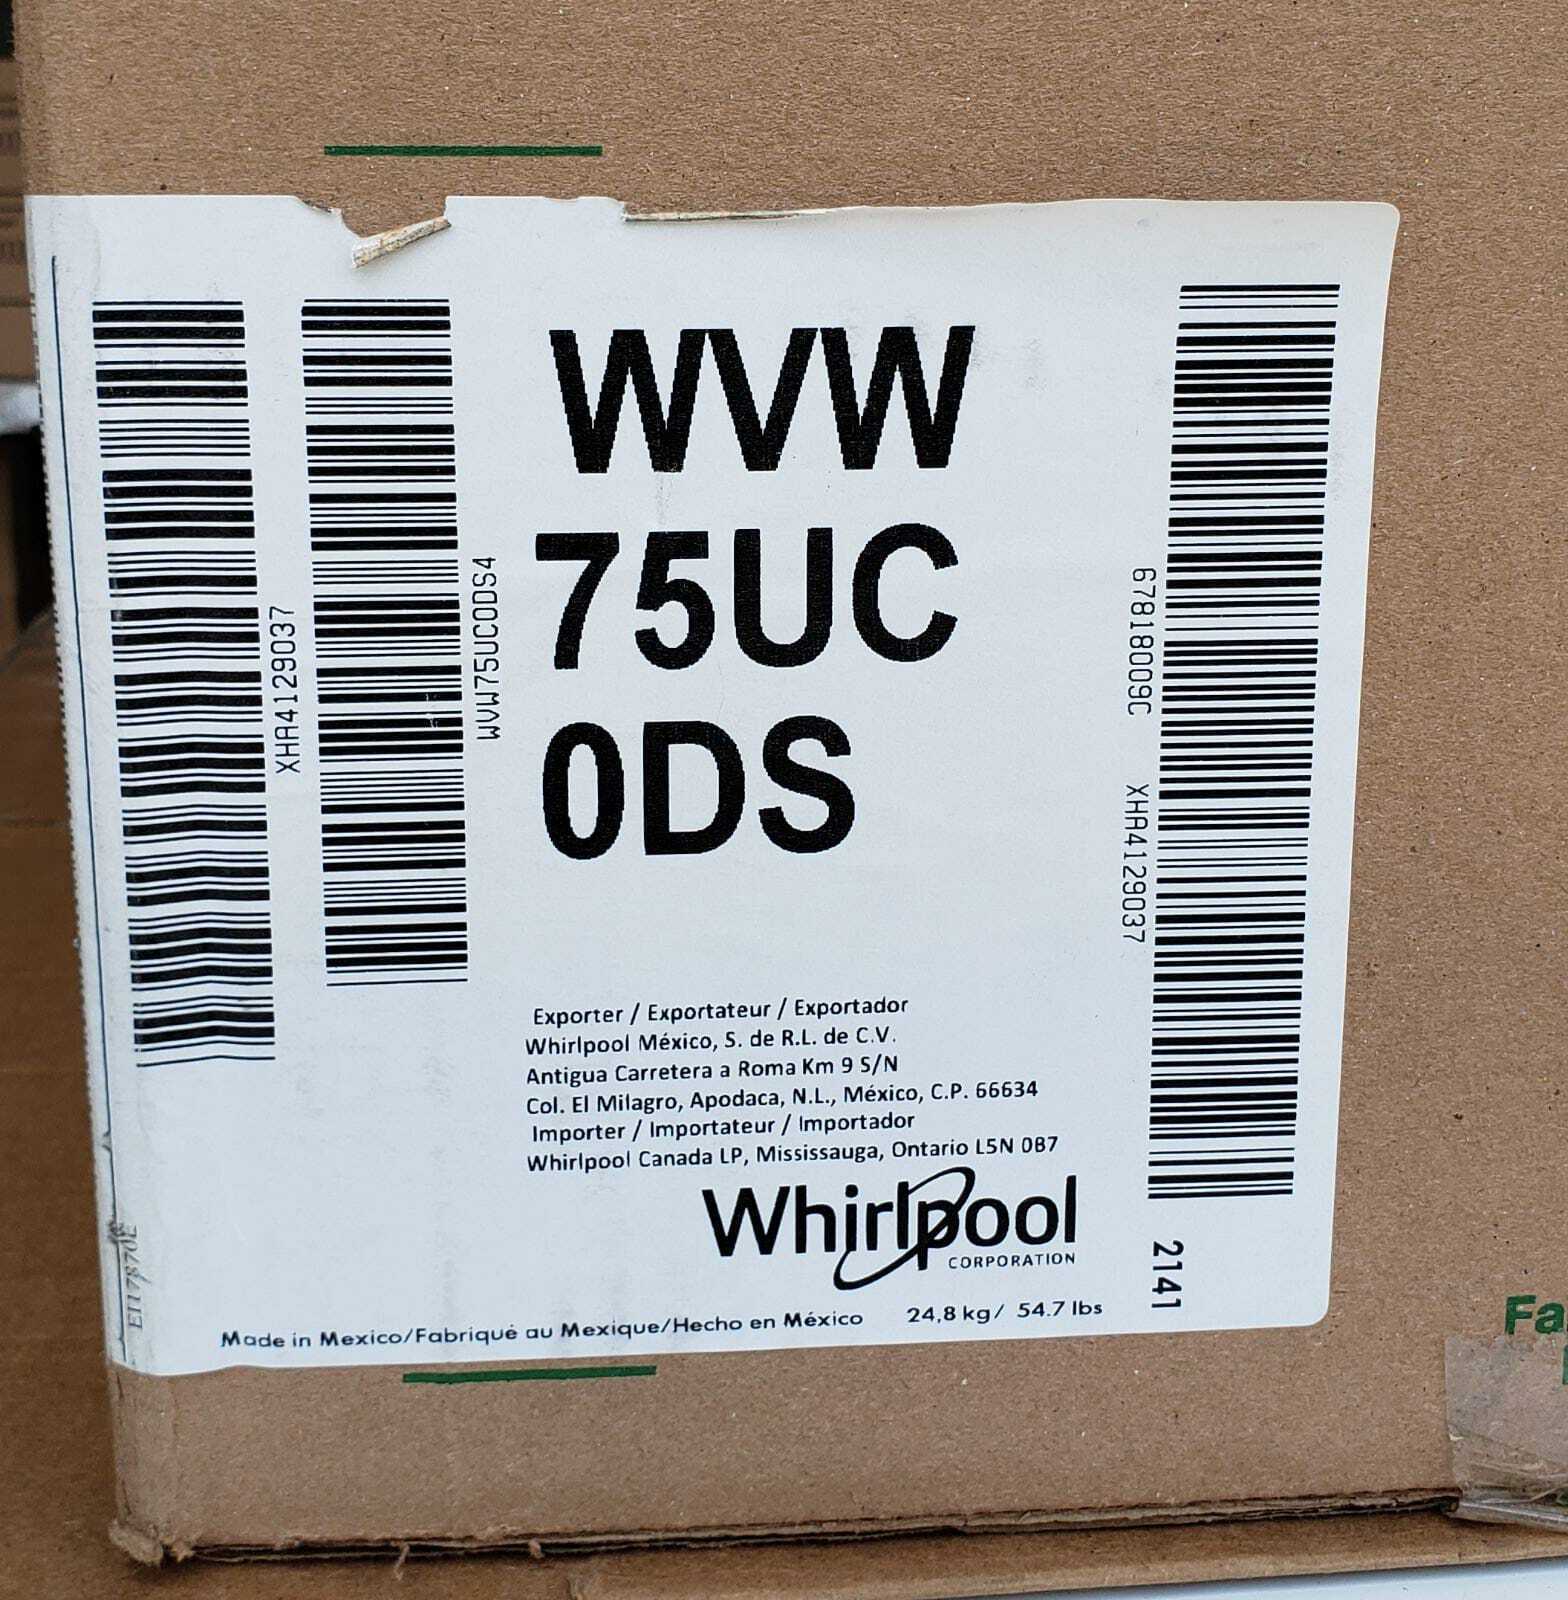 XHA4129037
WVW75UC0DS4
WVW
75UC
0DS
67818009C XHA4129037
Exporter / Exportateur / Exportador
Whirlpool México, S. de R.L. de C.V.
Antigua Carretera a Roma Km 9 S/N
Col. El Milagro, Apodaca, N.L., México, C.P. 66634
Importer / Importateur / Importador
Whirlpool Canada LP, Mississauga, Ontario L5N 0B7
Whirlpool
CORPORATION
2141
Made in Mexico/Fabriqué au Mexique/Hecho en México 24,8 kg/ 54.7 lbs
Fa